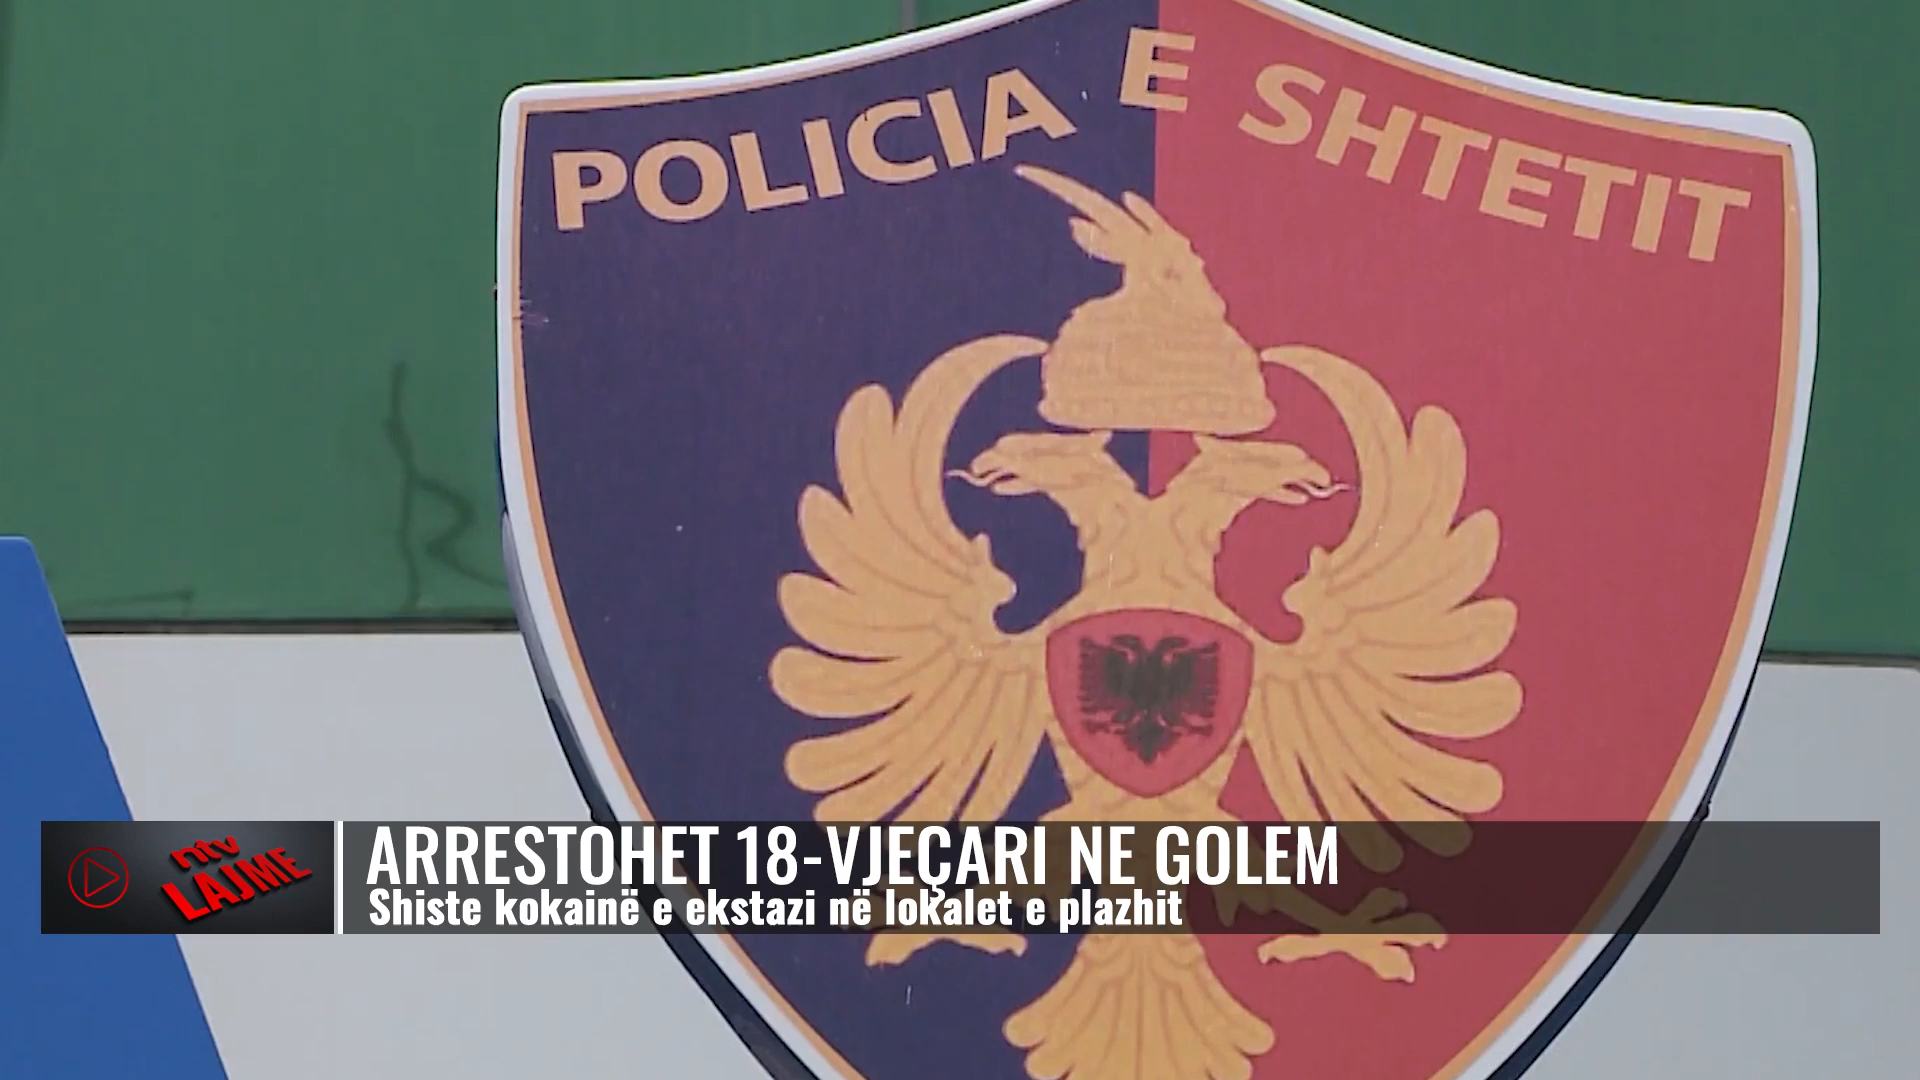 POLICIA E SHTETIT
ntv
LAJME
ARRESTOHET 18-VJEÇARI NE GOLEM
Shiste kokainë e ekstazi në lokalet e plazhit